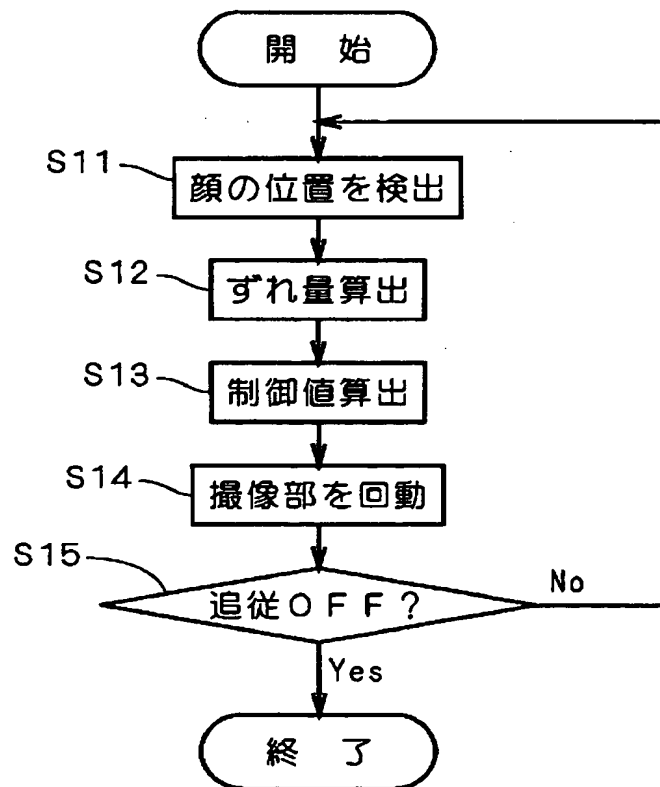 開 始
S11
顔の位置を検出
S12
ずれ量算出
S13
制御値算出
S14
撮像部を回動
S15
追従OFF?
No
Yes
終 了